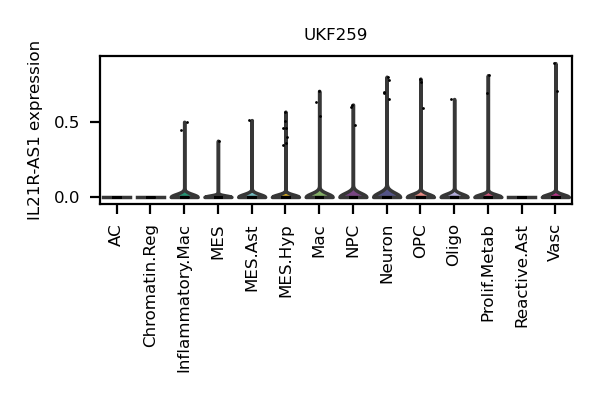 UKF259
IL21R-AS1 expression
0.5
0.0
AC
Chromatin.Reg
Inflammatory.Mac
MES
MES.Ast
MES.Hyp
Mac
NPC
Neuron
OPC
Oligo
Prolif.Metab
Reactive.Ast
Vasc